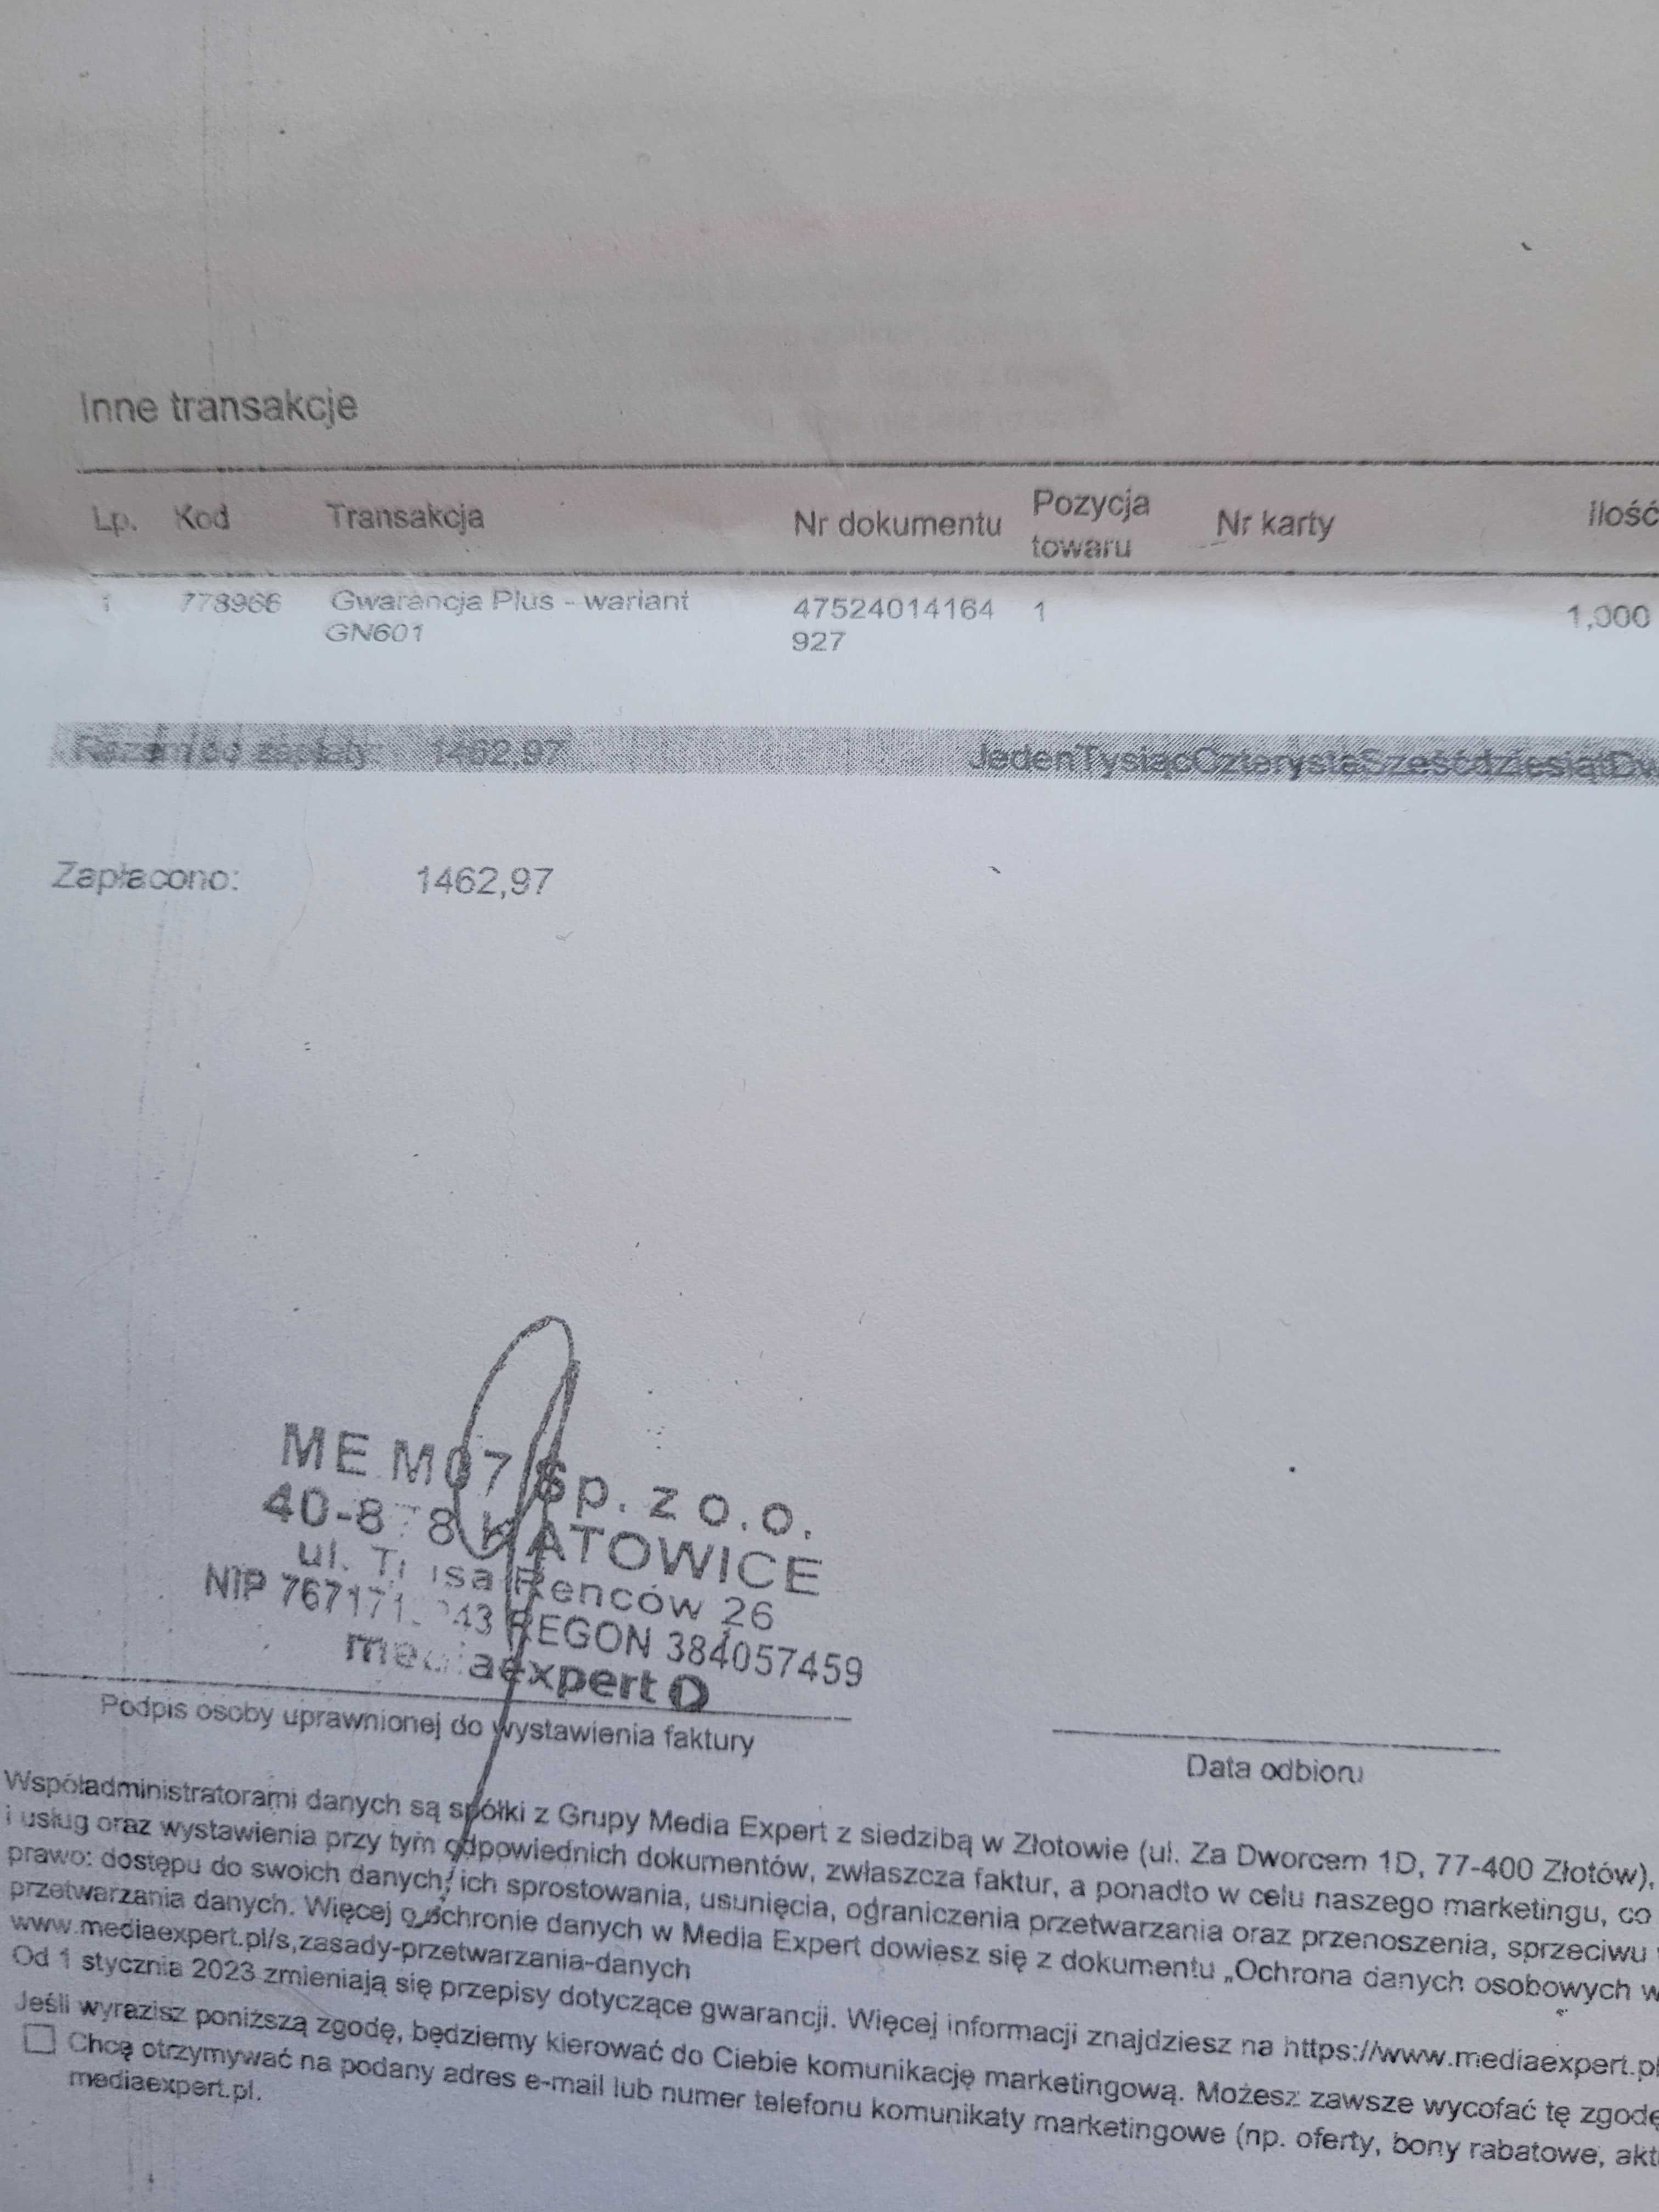 Inne transakcje
Lp. Kod Transakcja Nr dokumentu Pozycja towaru Nr karty Ilość
1 778966 Gwarancja Plus - wariant 47524014164 1 1,000
GN601 927
Razem do zapłaty: 1462,97 JedenTysiącCzterystaSześćdziesiątDw
Zapłacono: 1462,97
ME M07 Sp. z o.o.
KATOWICE
ul. 26
NIP REGON 384057459
mediaexpert
Podpis osoby uprawnionej do wystawienia faktury
Data odbioru
Współadministratorami danych są spółki z Grupy Media Expert z siedzibą w Złotowie (ul. Za Dworcem 1D, 77-400 Złotów),
i usług oraz wystawienia przy tym odpowiednich dokumentów, zwłaszcza faktur, a ponadto w celu naszego marketingu, co
prawo: dostępu do swoich danych, ich sprostowania, usunięcia, ograniczenia przetwarzania oraz przenoszenia, sprzeciwu
przetwarzania danych. Więcej o ochronie danych w Media Expert dowiesz się z dokumentu „Ochrona danych osobowych w
www.mediaexpert.pl/s,zasady-przetwarzania-danych
Od 1 stycznia 2023 zmieniają się przepisy dotyczące gwarancji. Więcej informacji znajdziesz na https://www.mediaexpert.pl
Jeśli wyrazisz poniższą zgodę, będziemy kierować do Ciebie komunikację marketingową. Możesz zawsze wycofać tę zgodę
Chcę otrzymywać na podany adres e-mail lub numer telefonu komunikaty marketingowe (np. oferty, bony rabatowe, akt
mediaexpert.pl.